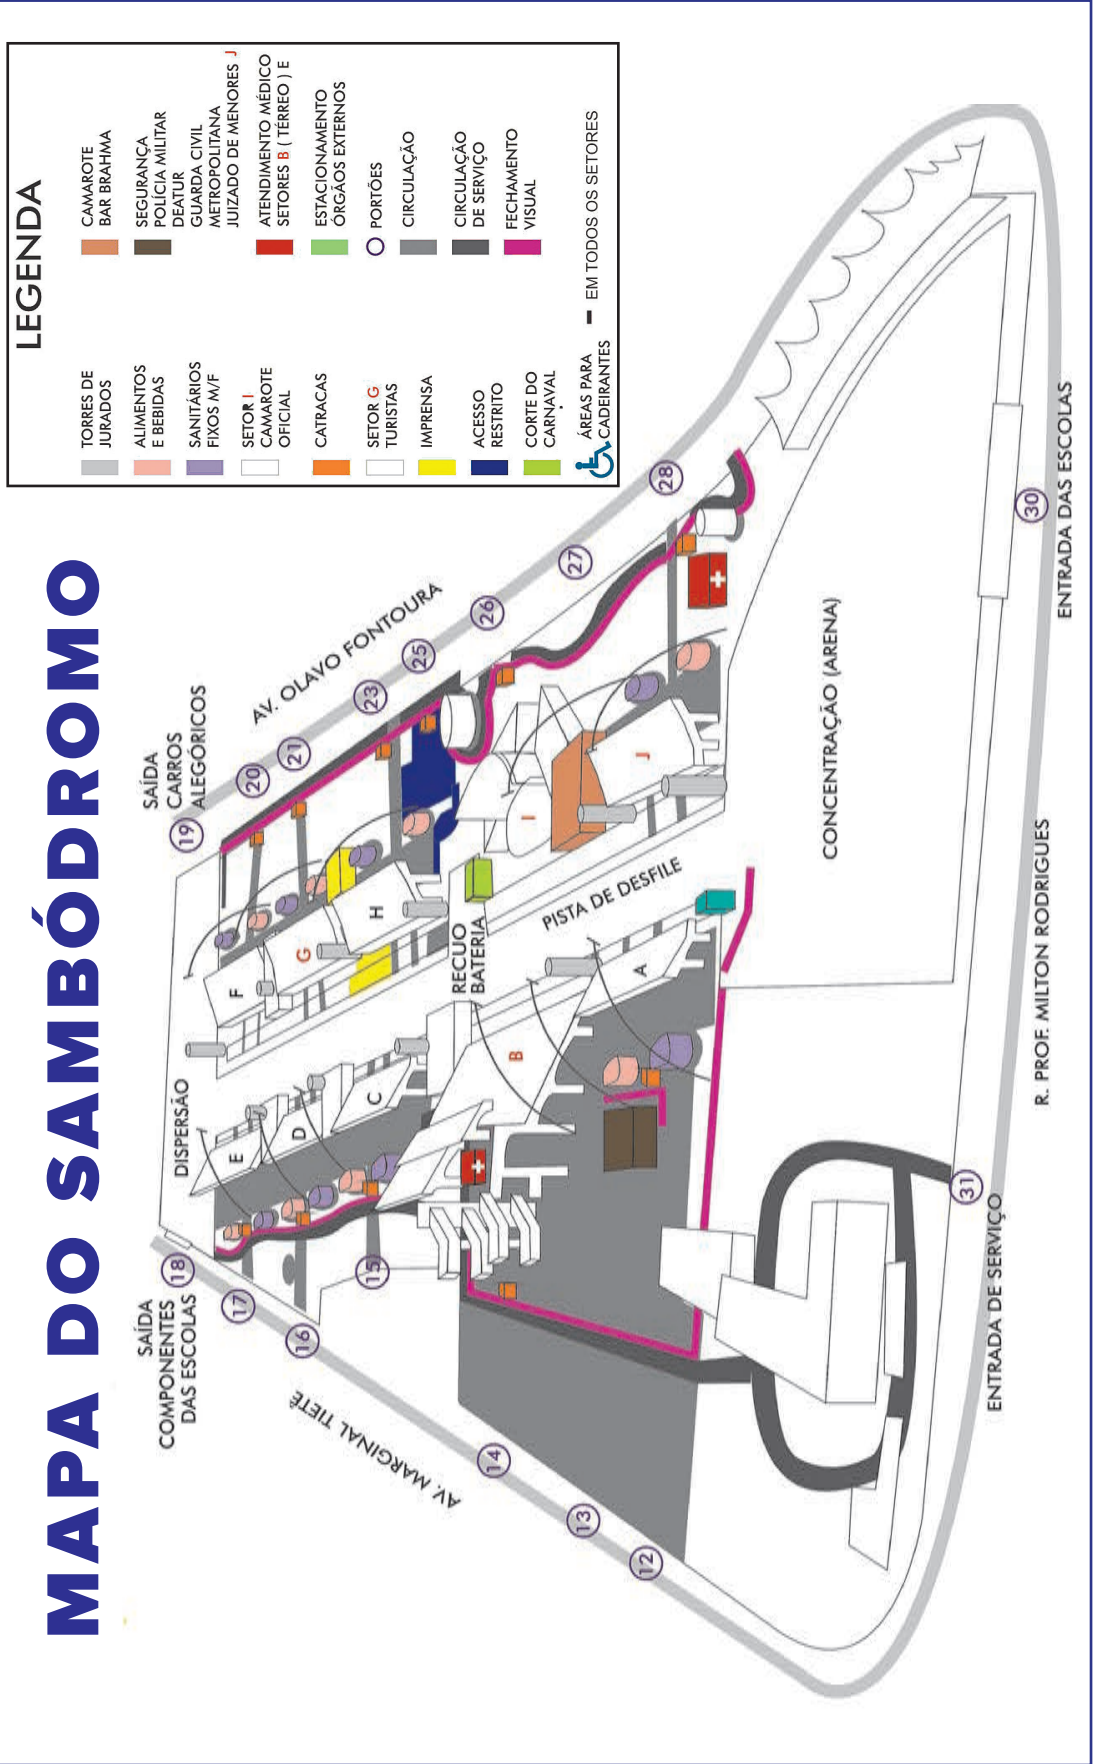 MAPA DO SAMBÓDROMO
LEGENDA
TORRES DE
JURADOS
ALIMENTOS
E BEBIDAS
SANITÁRIOS
FIXOS M/F
SETOR I
CAMAROTE
OFICIAL
CATRACAS
SETOR G
TURISTAS
IMPRENSA
ACESSO
RESTRITO
CORTE DO
CARNAVAL
ÁREAS PARA
CADEIRANTES
EM TODOS OS SETORES
CAMAROTE
BAR BRAHMA
SEGURANÇA
POLÍCIA MILITAR
DEATUR
GUARDA CIVIL
METROPOLITANA
JUIZADO DE MENORES J
ATENDIMENTO MÉDICO
SETORES B ( TÉRREO ) E
ESTACIONAMENTO
ÓRGÃOS EXTERNOS
PORTÕES
CIRCULAÇÃO
CIRCULAÇÃO
DE SERVIÇO
FECHAMENTO
VISUAL
SAÍDA
COMPONENTES
DAS ESCOLAS
18
17
16
15
14
13
12
AV. MARGINAL TIETÊ
DISPERSÃO
E
D
C
B
A
F
G
H
I
J
RECUO
BATERIA
PISTA DE DESFILE
SAÍDA
CARROS
ALEGÓRICOS
19
20
21
23
25
26
27
28
AV. OLAVO FONTOURA
CONCENTRAÇÃO (ARENA)
30
ENTRADA DAS ESCOLAS
R. PROF. MILTON RODRIGUES
31
ENTRADA DE SERVIÇO